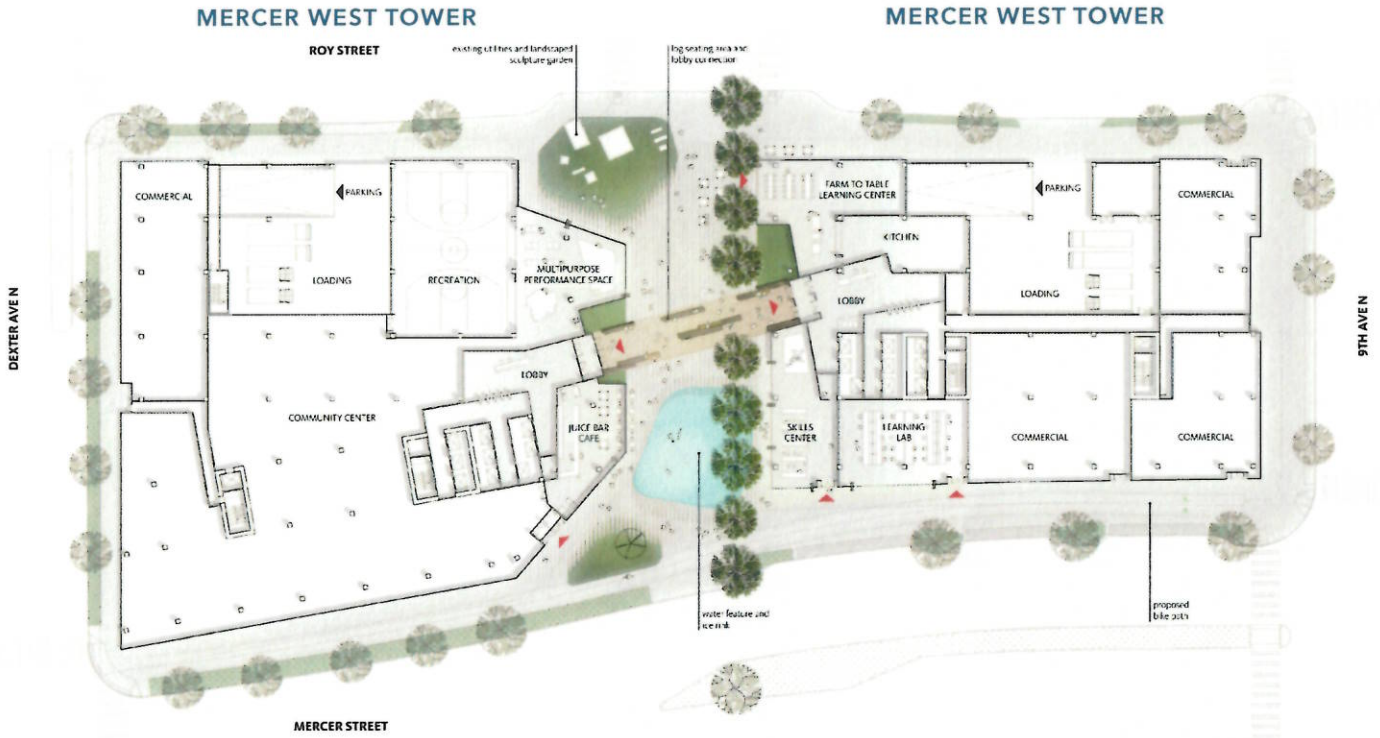 MERCER WEST TOWER
MERCER WEST TOWER
ROY STREET
existing utilities and landscaped
sculpture garden
log seating area and
lobby connection
COMMERCIAL
PARKING
LOADING
RECREATION
MULTIPURPOSE
PERFORMANCE SPACE
LOBBY
COMMUNITY CENTER
JUICE BAR
CAFE
FARM TO TABLE
LEARNING CENTER
KITCHEN
PARKING
COMMERCIAL
LOBBY
LOADING
SKILLS
CENTER
LEARNING
LAB
COMMERCIAL
COMMERCIAL
DEXTER AVE N
9TH AVE N
water feature and
ice rink
proposed
bike path
MERCER STREET